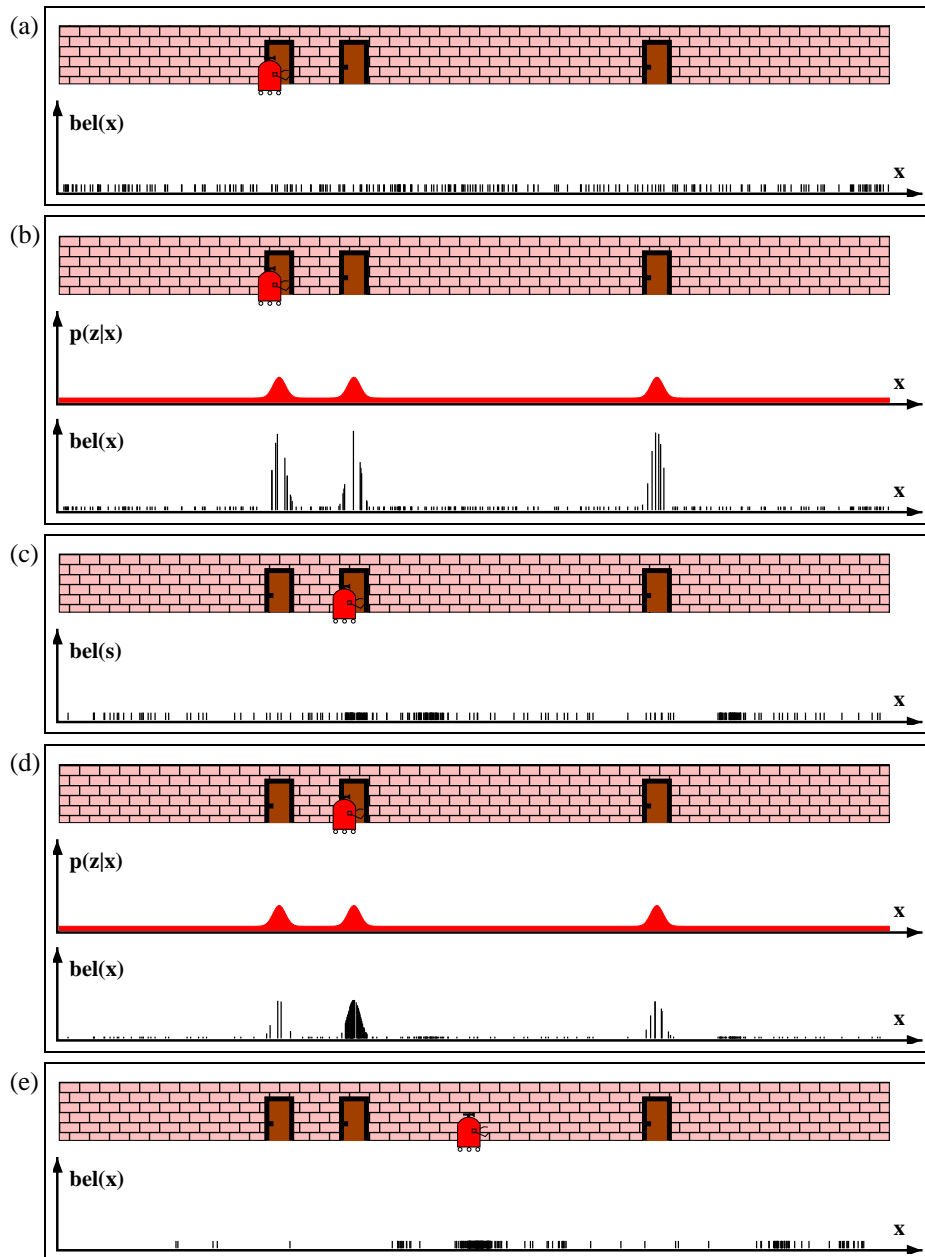 (a)
bel(x)
x
(b)
p(z|x)
x
bel(x)
x
(c)
bel(s)
x
(d)
p(z|x)
x
bel(x)
x
(e)
bel(x)
x